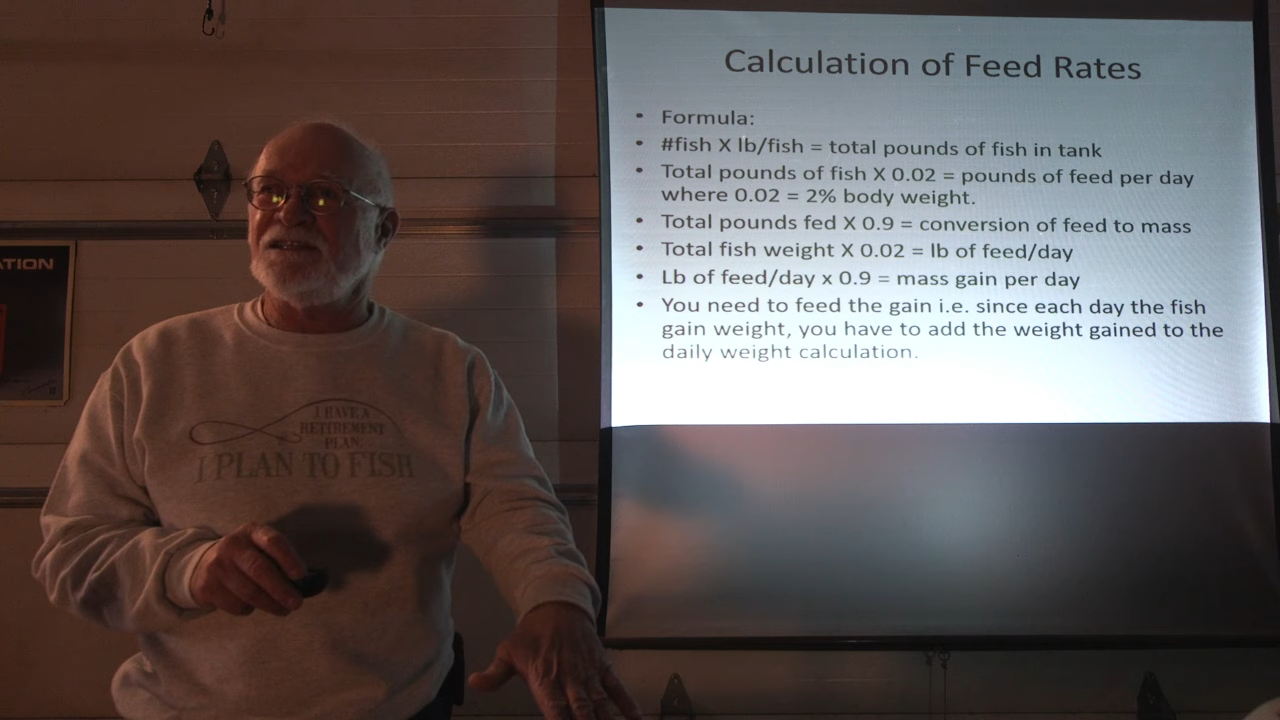 Calculation of Feed Rates
• Formula:
• #fish X lb/fish = total pounds of fish in tank
• Total pounds of fish X 0.02 = pounds of feed per day
where 0.02 = 2% body weight.
• Total pounds fed X 0.9 = conversion of feed to mass
• Total fish weight X 0.02 = lb of feed/day
• Lb of feed/day x 0.9 = mass gain per day
• You need to feed the gain i.e. since each day the fish
gain weight, you have to add the weight gained to the
daily weight calculation.
ATION
I HAVE A
RETIREMENT
PLAN.
I PLAN TO FISH